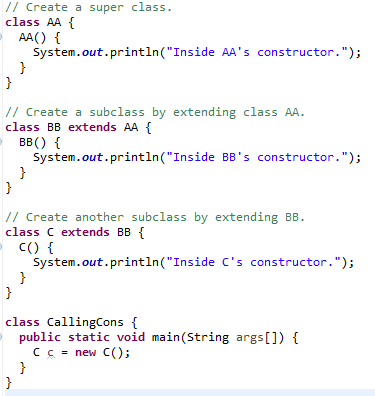 // Create a super class.
class AA {
AA() {
System.out.println("Inside AA's constructor.");
}
}
// Create a subclass by extending class AA.
class BB extends AA {
BB() {
System.out.println("Inside BB's constructor.");
}
}
// Create another subclass by extending BB.
class C extends BB {
C() {
System.out.println("Inside C's constructor.");
}
}
class CallingCons {
public static void main(String args[]) {
C c = new C();
}
}